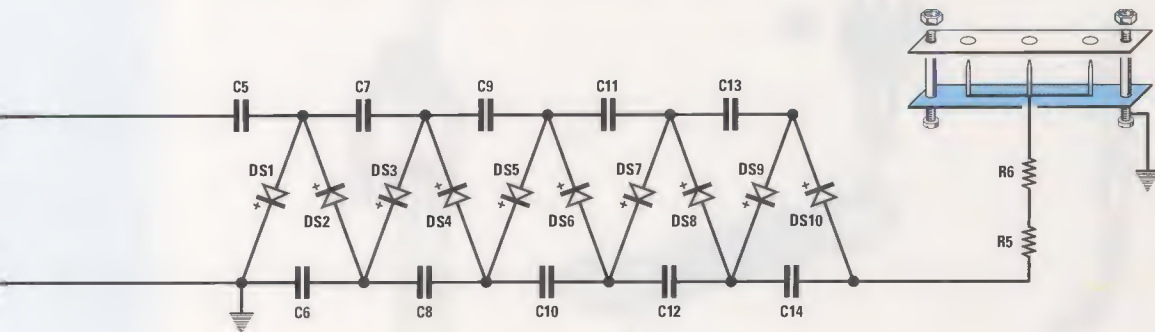 C5 C7 C9 C11 C13
DS1 DS3 DS5 DS7 DS9
DS2 DS4 DS6 DS8 DS10
C6 C8 C10 C12 C14
R6
R5
+ + + + + + + + + +